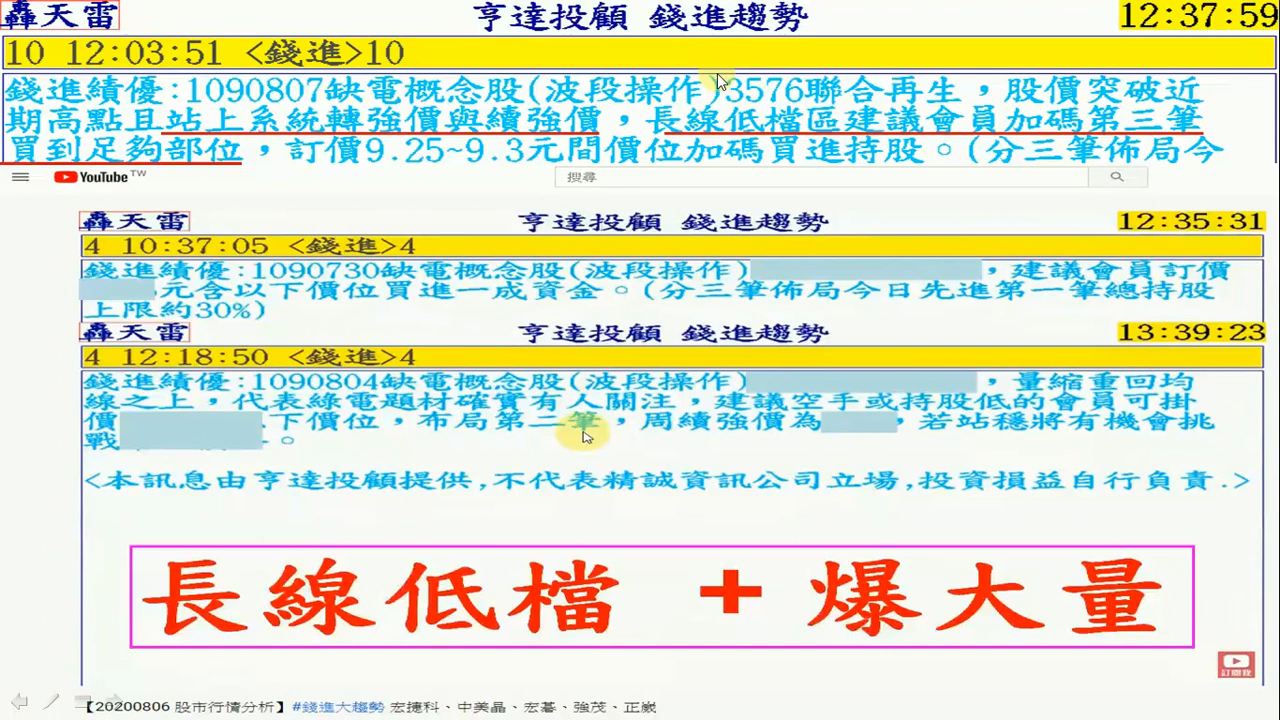 轟天雷 亨達投顧 錢進趨勢 12:37:59
10 12:03:51 <錢進>10
錢進績優:1090807缺電概念股(波段操作)3576聯合再生，股價突破近
期高點且站上系統轉強價與續強價，長線低檔區建議會員加碼第三筆
買到足夠部位，訂價9.25~9.3元間價位加碼買進持股。(分三筆佈局今
YouTube TW 搜尋
轟天雷 亨達投顧 錢進趨勢 12:35:31
4 10:37:05 <錢進>4
錢進績優:1090730缺電概念股(波段操作) ，建議會員訂價
元含以下價位買進一成資金。(分三筆佈局今日先進第一筆總持股
上限約30%)
轟天雷 亨達投顧 錢進趨勢 13:39:23
4 12:18:50 <錢進>4
錢進績優:1090804缺電概念股(波段操作) ，量縮重回均
線之上，代表綠電題材確實有人關注，建議空手或持股低的會員可掛
價 下價位，布局第二筆，周續強價為 ，若站穩將有機會挑
戰 。
<本訊息由亨達投顧提供,不代表精誠資訊公司立場,投資損益自行負責.>
長線低檔 + 爆大量
訂閱我
【20200806 股市行情分析】#錢進大趨勢 宏捷科、中美晶、宏碁、強茂、正崴